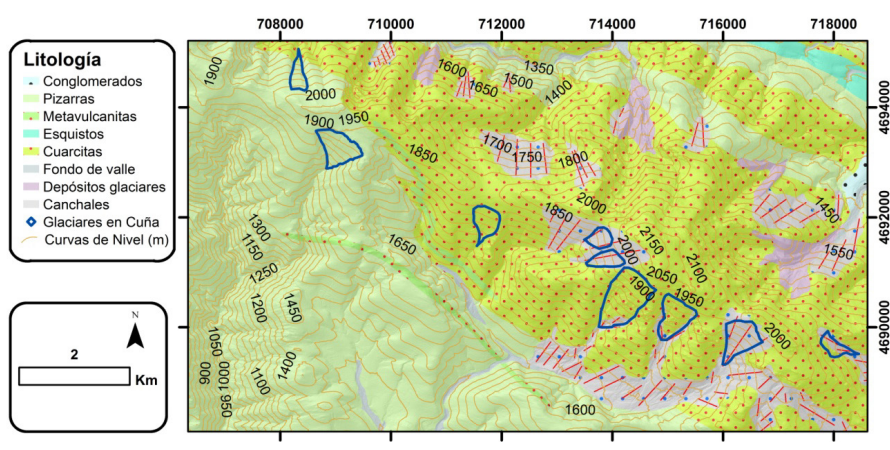 708000 710000 712000 714000 716000 718000
Litología
Conglomerados
Pizarras
Metavulcanitas
Esquistos
Cuarcitas
Fondo de valle
Depósitos glaciares
Canchales
Glaciares en Cuña
Curvas de Nivel (m)
N
2
Km
1900
2000
1900
1950
1850
1600
1650
1500
1350
1400
1700
1750
1800
2000
1850
2000
2150
2050
2100
1900
1950
2000
1450
1550
1300
1150
1250
1200
1450
1650
1050
900
1000
950
1100
1400
1600
4694000
4692000
4690000